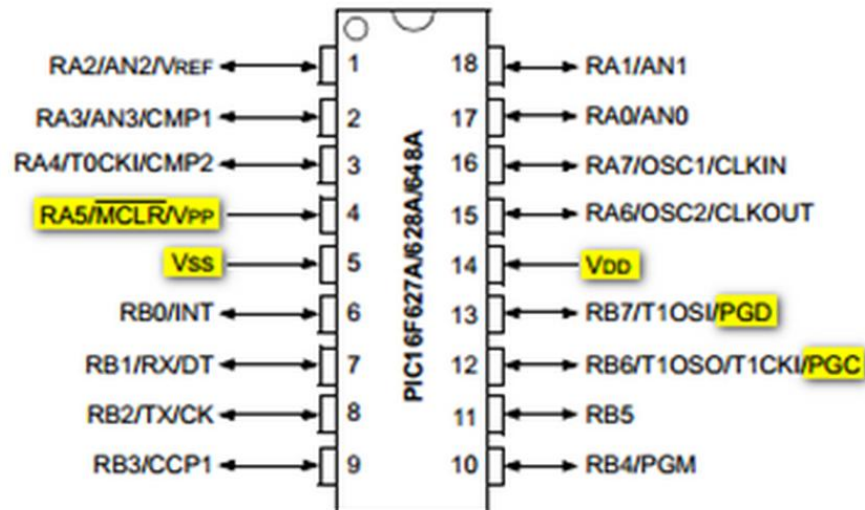 RA2/AN2/VREF 1 18 RA1/AN1
RA3/AN3/CMP1 2 17 RA0/AN0
RA4/T0CKI/CMP2 3 16 RA7/OSC1/CLKIN
RA5/MCLR/VPP 4 15 RA6/OSC2/CLKOUT
VSS 5 14 VDD
RB0/INT 6 13 RB7/T1OSI/PGD
RB1/RX/DT 7 12 RB6/T1OSO/T1CKI/PGC
RB2/TX/CK 8 11 RB5
RB3/CCP1 9 10 RB4/PGM
PIC16F627A/628A/648A